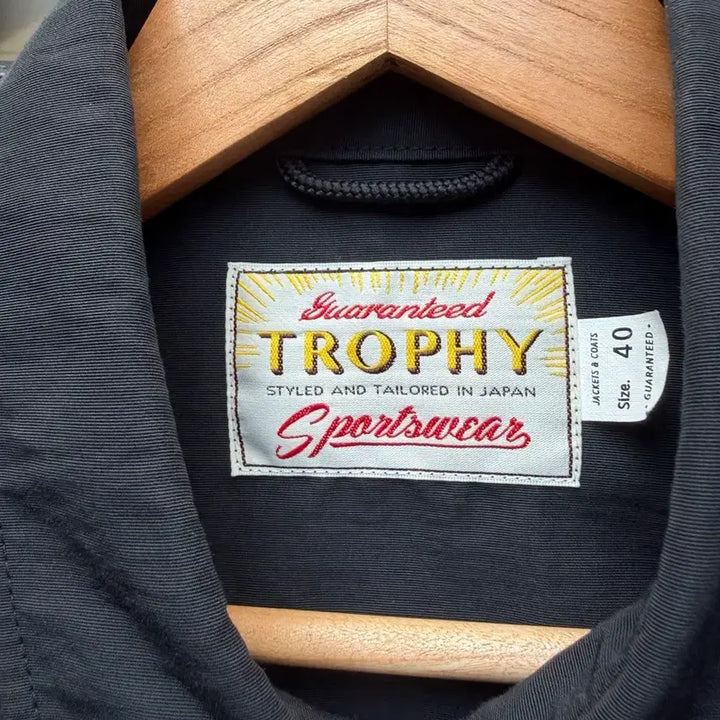 Guaranteed
TROPHY
STYLED AND TAILORED IN JAPAN
Sportswear
JACKETS & COATS
Size. 40
- GUARANTEED -